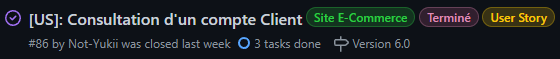 [US]: Consultation d'un compte Client Site E-Commerce Terminé User Story
#86 by Not-Yukii was closed last week 3 tasks done Version 6.0